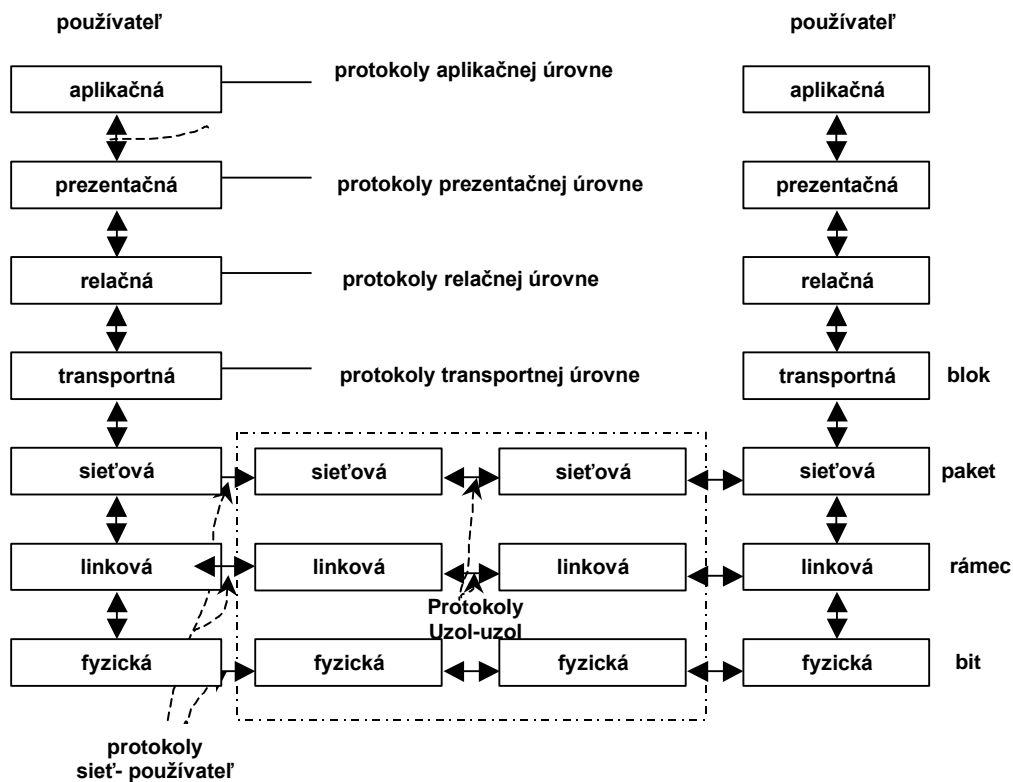 používateľ používateľ
aplikačná protokoly aplikačnej úrovne aplikačná
prezentačná protokoly prezentačnej úrovne prezentačná
relačná protokoly relačnej úrovne relačná
transportná protokoly transportnej úrovne transportná blok
sieťová sieťová sieťová sieťová paket
linková linková linková linková rámec
Protokoly
Uzol-uzol
fyzická fyzická fyzická fyzická bit
protokoly
sieť- používateľ